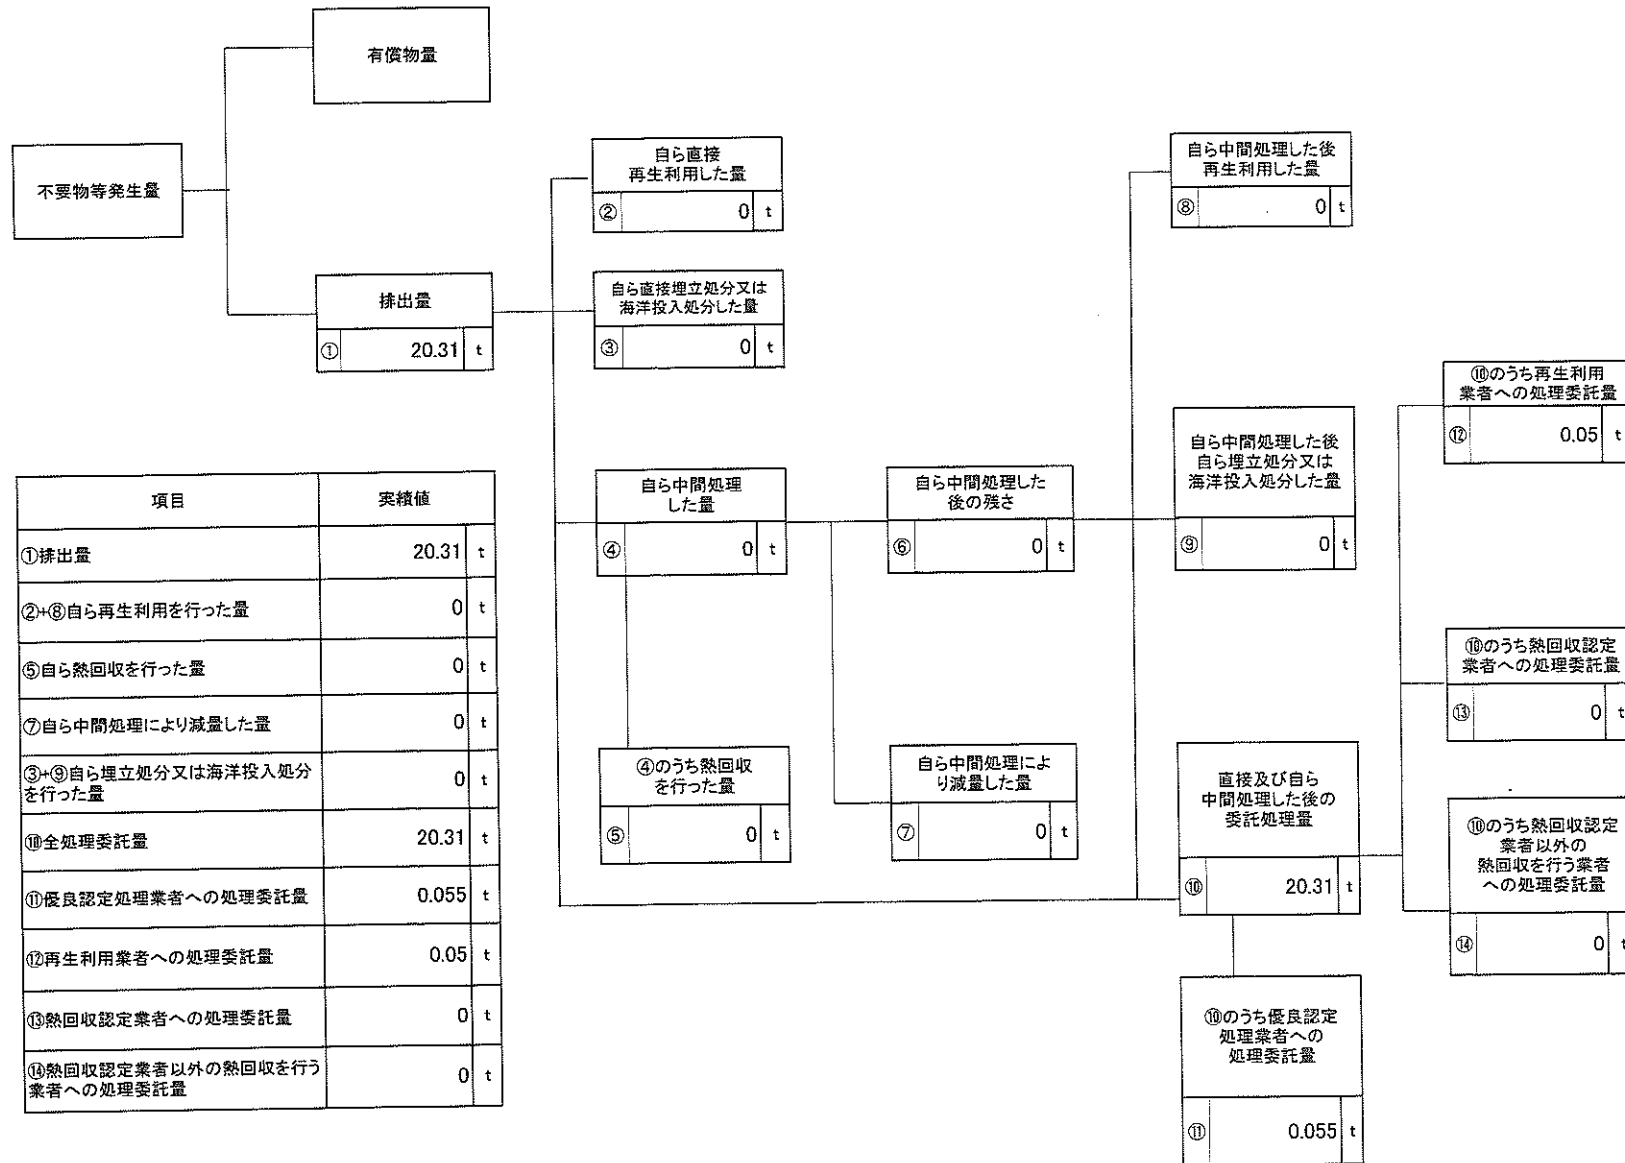 有償物量
不要物等発生量
排出量
① 20.31 t
自ら直接
再生利用した量
② 0 t
自ら直接埋立処分又は
海洋投入処分した量
③ 0 t
自ら中間処理
した量
④ 0 t
④のうち熱回収
を行った量
⑤ 0 t
自ら中間処理した
後の残さ
⑥ 0 t
自ら中間処理によ
り減量した量
⑦ 0 t
自ら中間処理した後
再生利用した量
⑧ 0 t
自ら中間処理した後
自ら埋立処分又は
海洋投入処分した量
⑨ 0 t
直接及び自ら
中間処理した後の
委託処理量
⑩ 20.31 t
⑩のうち優良認定
処理業者への
処理委託量
⑪ 0.055 t
⑩のうち再生利用
業者への処理委託量
⑫ 0.05 t
⑩のうち熱回収認定
業者への処理委託量
⑬ 0 t
⑩のうち熱回収認定
業者以外の
熱回収を行う業者
への処理委託量
⑭ 0 t
項目 実績値
①排出量 20.31 t
②+⑧自ら再生利用を行った量 0 t
⑤自ら熱回収を行った量 0 t
⑦自ら中間処理により減量した量 0 t
③+⑨自ら埋立処分又は海洋投入処分
を行った量 0 t
⑩全処理委託量 20.31 t
⑪優良認定処理業者への処理委託量 0.055 t
⑫再生利用業者への処理委託量 0.05 t
⑬熱回収認定業者への処理委託量 0 t
⑭熱回収認定業者以外の熱回収を行う
業者への処理委託量 0 t